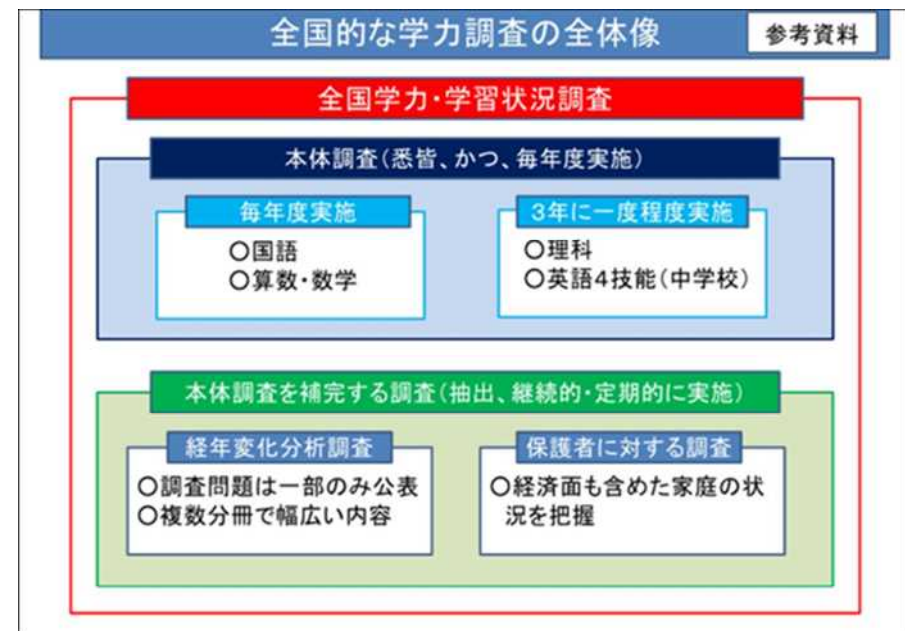 全国的な学力調査の全体像
参考資料
全国学力・学習状況調査
本体調査(悉皆、かつ、毎年度実施)
毎年度実施
○国語
○算数・数学
3年に一度程度実施
○理科
○英語4技能(中学校)
本体調査を補完する調査(抽出、継続的・定期的に実施)
経年変化分析調査
○調査問題は一部のみ公表
○複数分冊で幅広い内容
保護者に対する調査
○経済面も含めた家庭の状
況を把握